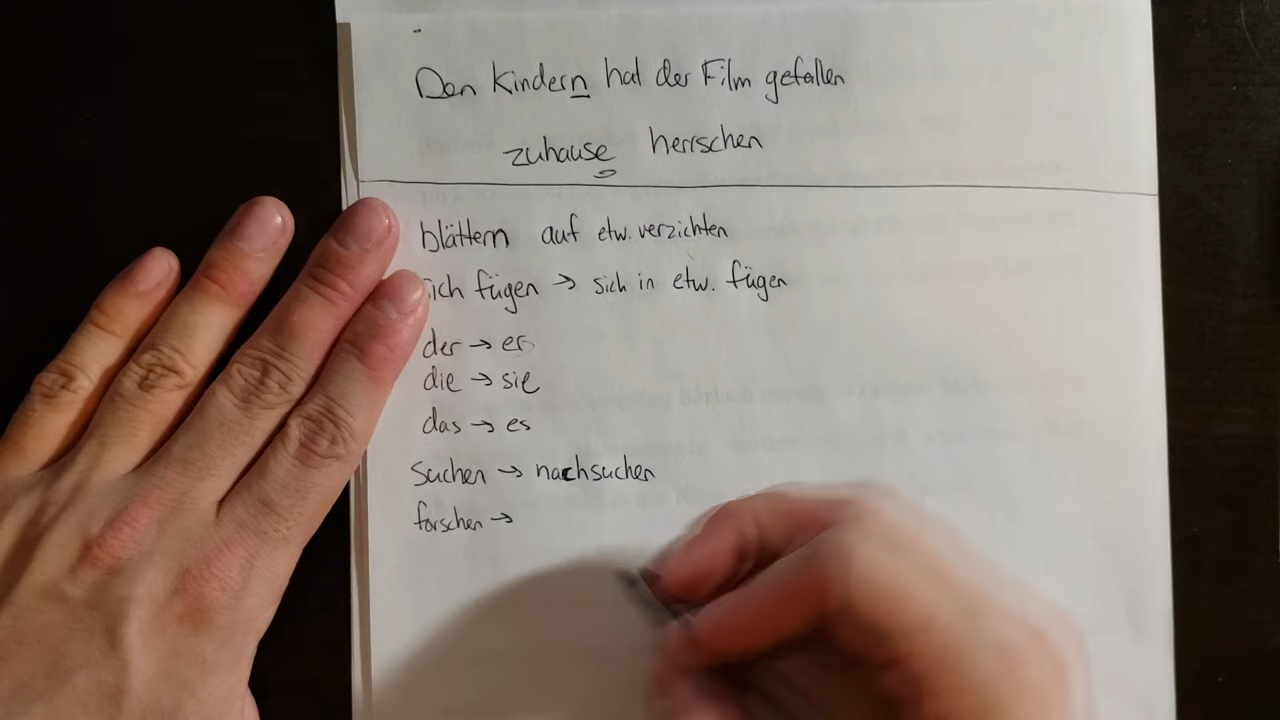 Den Kindern hat der Film gefallen
zuhause herrschen
blättern auf etw. verzichten
sich fügen → sich in etw. fügen
der → er
die → sie
das → es
suchen → nachsuchen
forschen →